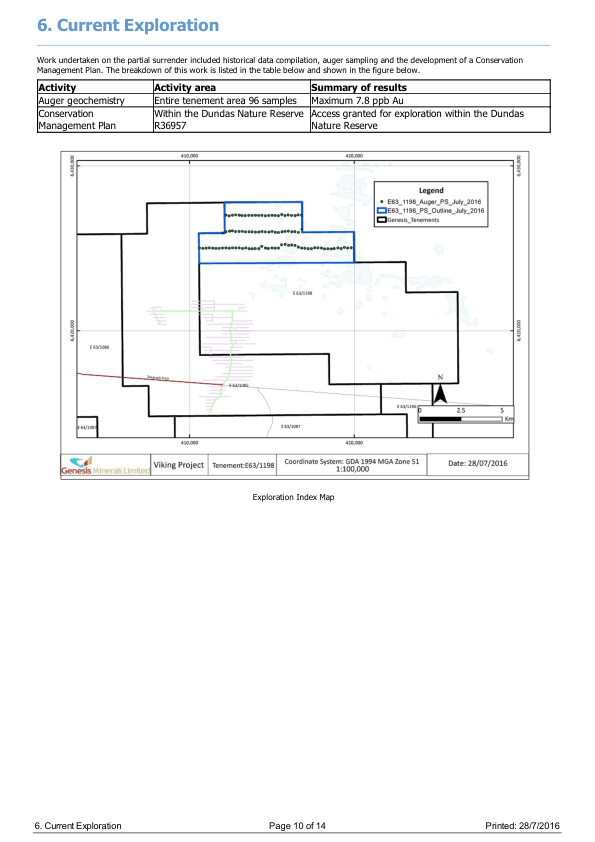 6. Current Exploration
Work undertaken on the partial surrender included historical data compilation, auger sampling and the development of a Conservation
Management Plan. The breakdown of this work is listed in the table below and shown in the figure below.
Activity Activity area Summary of results
Auger geochemistry Entire tenement area 96 samples Maximum 7.8 ppb Au
Conservation Within the Dundas Nature Reserve Access granted for exploration within the Dundas
Management Plan R36957 Nature Reserve
410,000 420,000
6,430,000 6,430,000
Legend
E63_1198_Auger_PS_July_2016
E63_1198_PS_Outline_July_2016
Genesis_Tenements
E 63/1198
6,420,000 6,420,000
E 63/1086
E 63/1085
N
E 63/1196
0 2.5 5
Km
E 63/1087
410,000 420,000
Genesis Minerals Limited
Viking Project
Tenement:E63/1198
Coordinate System: GDA 1994 MGA Zone 51
1:100,000
Date: 28/07/2016
Exploration Index Map
6. Current Exploration Page 10 of 14 Printed: 28/7/2016